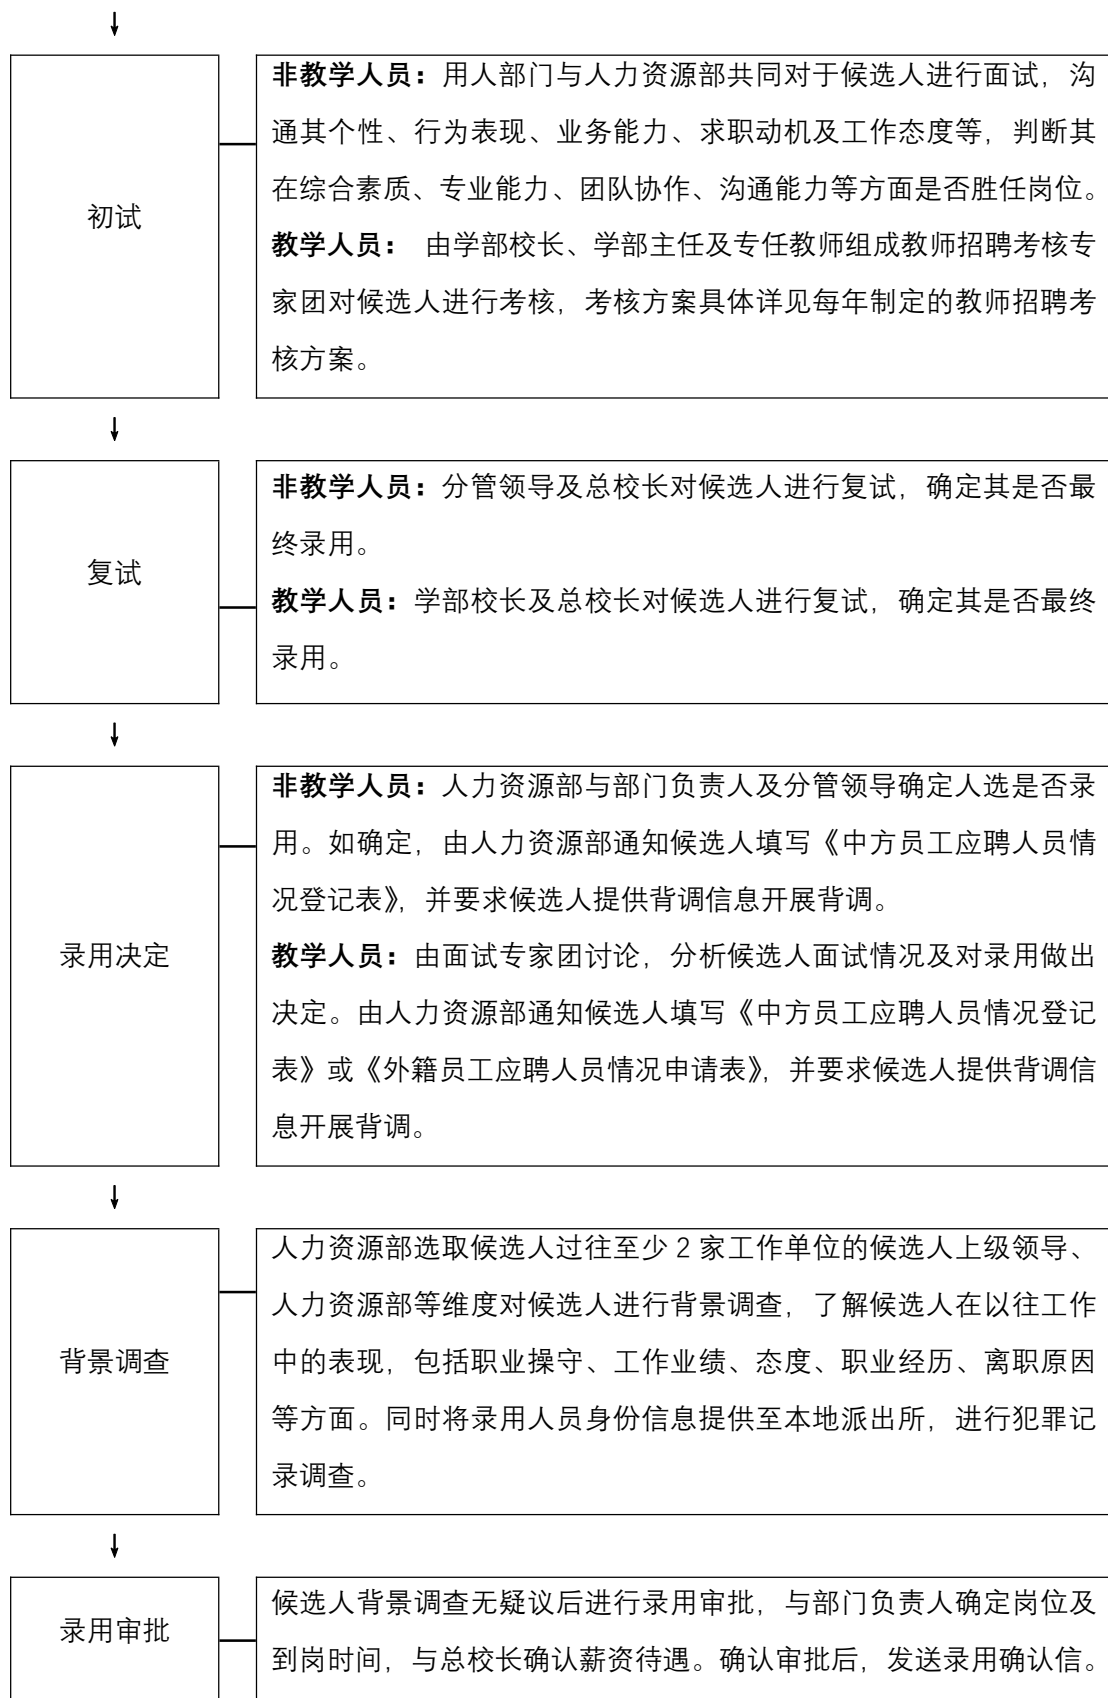 初试
非教学人员：用人部门与人力资源部共同对于候选人进行面试，沟
通其个性、行为表现、业务能力、求职动机及工作态度等，判断其
在综合素质、专业能力、团队协作、沟通能力等方面是否胜任岗位。
教学人员： 由学部校长、学部主任及专任教师组成教师招聘考核专
家团对候选人进行考核，考核方案具体详见每年制定的教师招聘考
核方案。
复试
非教学人员：分管领导及总校长对候选人进行复试，确定其是否最
终录用。
教学人员：学部校长及总校长对候选人进行复试，确定其是否最终
录用。
录用决定
非教学人员：人力资源部与部门负责人及分管领导确定人选是否录
用。如确定，由人力资源部通知候选人填写《中方员工应聘人员情
况登记表》，并要求候选人提供背调信息开展背调。
教学人员：由面试专家团讨论，分析候选人面试情况及对录用做出
决定。由人力资源部通知候选人填写《中方员工应聘人员情况登记
表》或《外籍员工应聘人员情况申请表》，并要求候选人提供背调信
息开展背调。
背景调查
人力资源部选取候选人过往至少 2 家工作单位的候选人上级领导、
人力资源部等维度对候选人进行背景调查，了解候选人在以往工作
中的表现，包括职业操守、工作业绩、态度、职业经历、离职原因
等方面。同时将录用人员身份信息提供至本地派出所，进行犯罪记
录调查。
录用审批
候选人背景调查无疑议后进行录用审批，与部门负责人确定岗位及
到岗时间，与总校长确认薪资待遇。确认审批后，发送录用确认信。